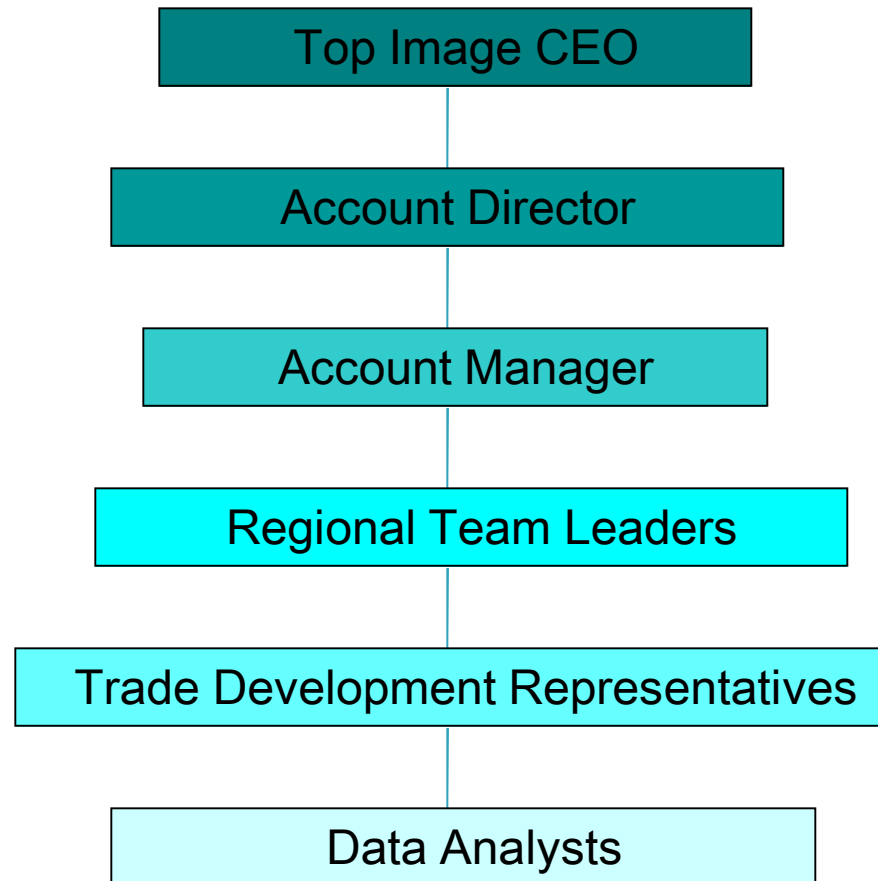 Top Image CEO
Account Director
Account Manager
Regional Team Leaders
Trade Development Representatives
Data Analysts